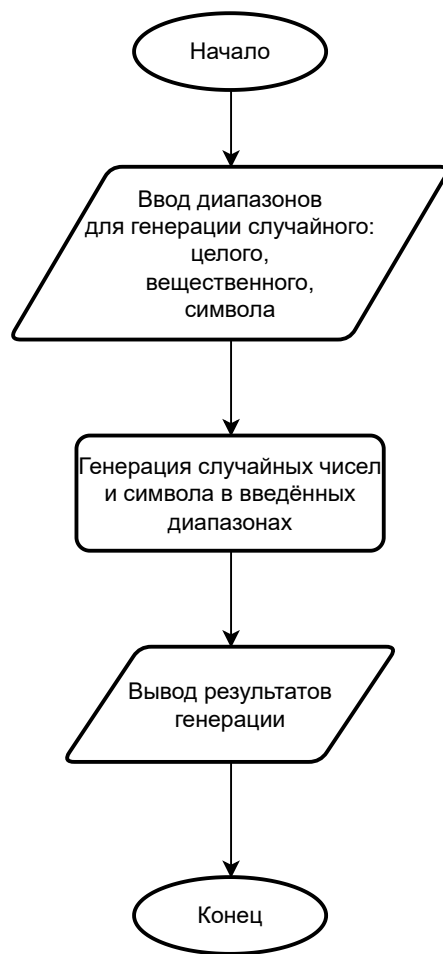 Начало
Ввод диапазонов
для генерации случайного:
целого,
вещественного,
символа
Генерация случайных чисел
и символа в введённых
диапазонах
Вывод результатов
генерации
Конец